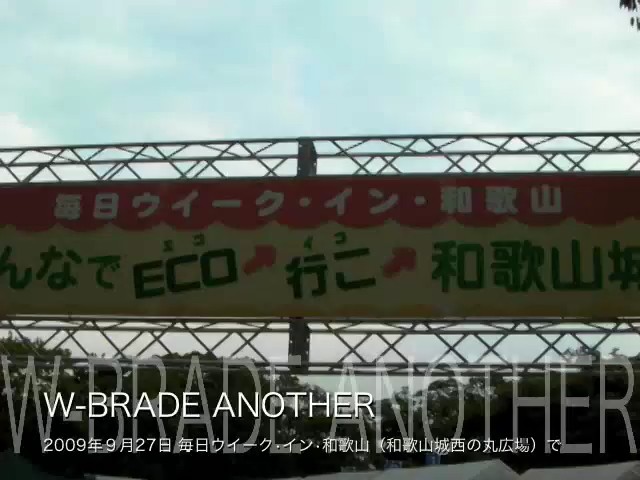 毎日ウイーク・イン・和歌山
んなでECO行こ和歌山城
エコ イコ
W-BRADE ANOTHER
W-BRADE ANOTHER
2009年9月27日 毎日ウイーク・イン・和歌山（和歌山城西の丸広場）で